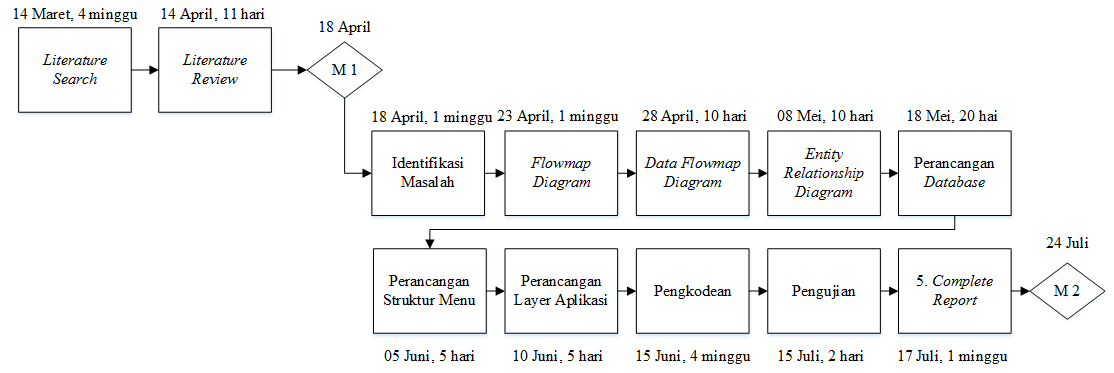 14 Maret, 4 minggu
14 April, 11 hari
18 April
Literature
Search
Literature
Review
M 1
18 April, 1 minggu
23 April, 1 minggu
28 April, 10 hari
08 Mei, 10 hari
18 Mei, 20 hai
Identifikasi
Masalah
Flowmap
Diagram
Data Flowmap
Diagram
Entity
Relationship
Diagram
Perancangan
Database
24 Juli
Perancangan
Struktur Menu
Perancangan
Layer Aplikasi
Pengkodean
Pengujian
5. Complete
Report
M 2
05 Juni, 5 hari
10 Juni, 5 hari
15 Juni, 4 minggu
15 Juli, 2 hari
17 Juli, 1 minggu